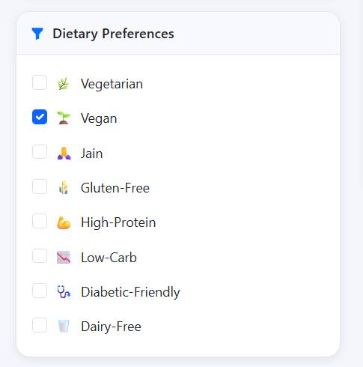 Dietary Preferences
Vegetarian
Vegan
Jain
Gluten-Free
High-Protein
Low-Carb
Diabetic-Friendly
Dairy-Free